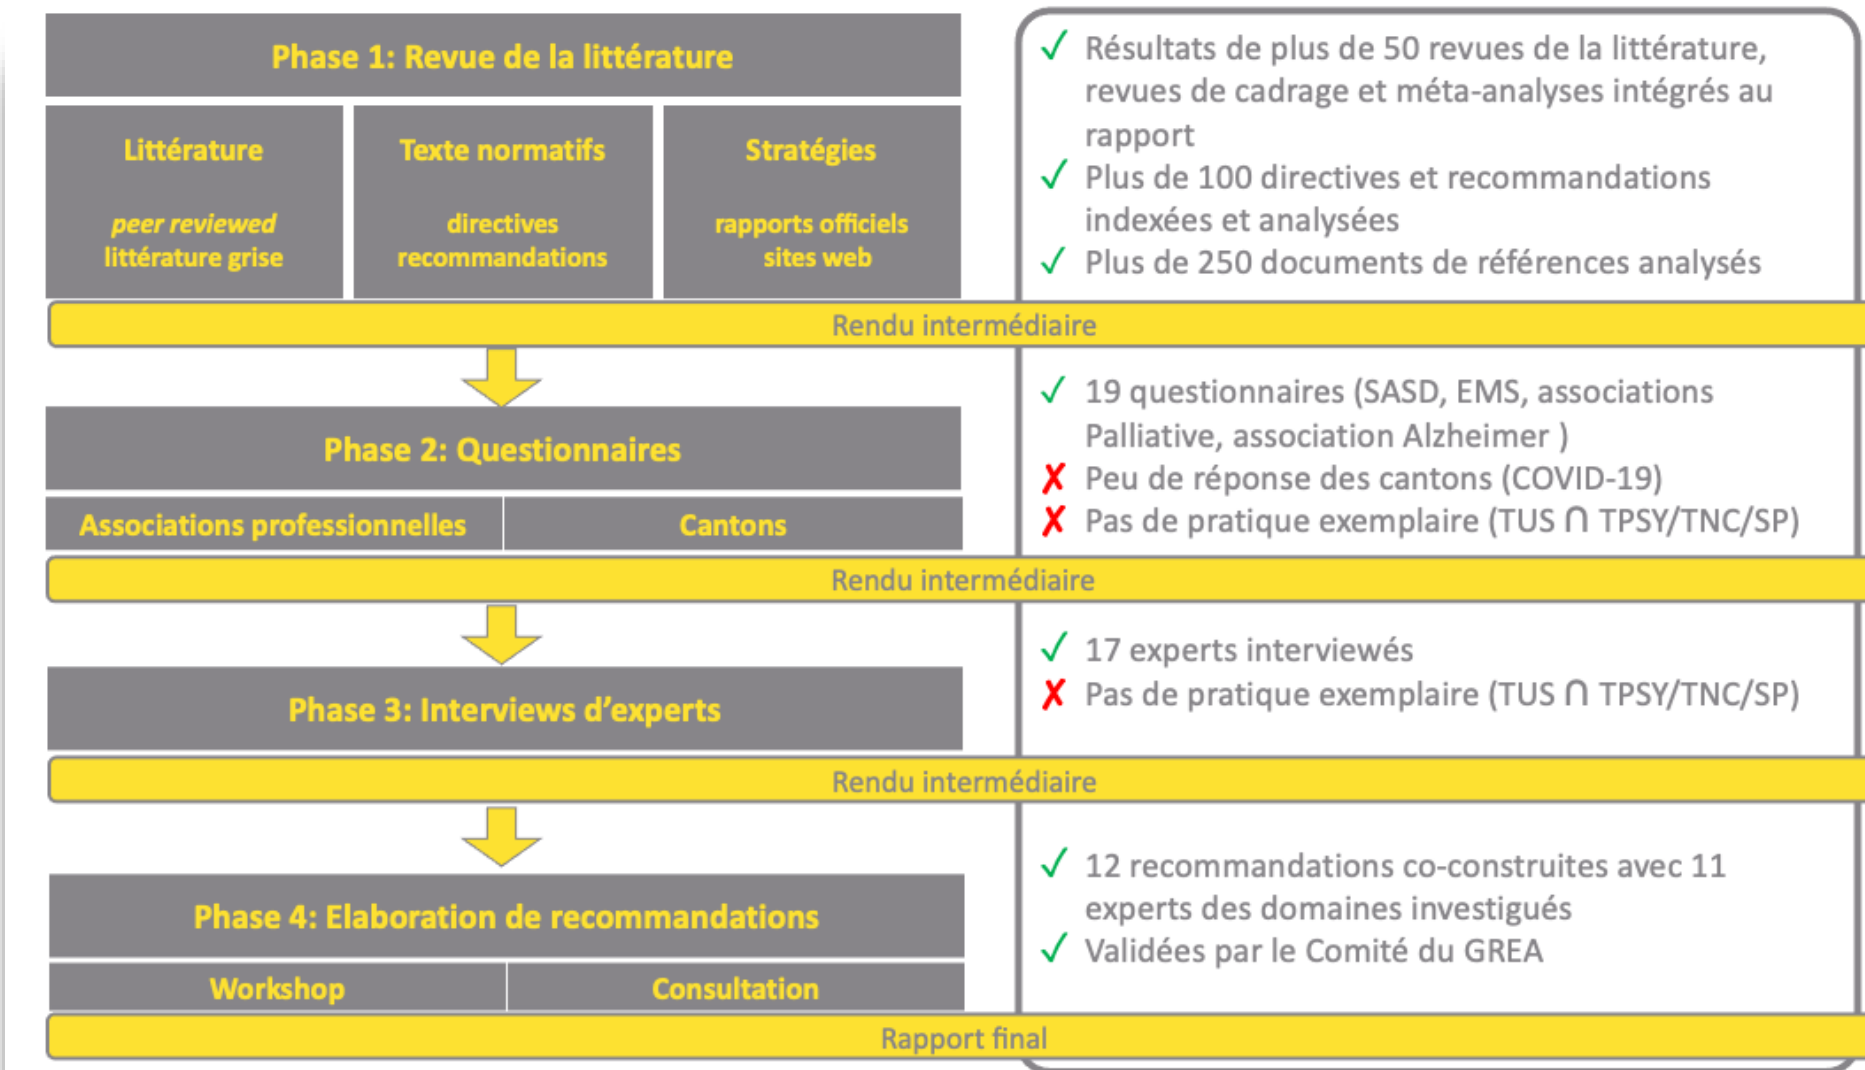 Phase 1: Revue de la littérature
Littérature
peer reviewed
littérature grise
Texte normatifs
directives
recommandations
Stratégies
rapports officiels
sites web
✓ Résultats de plus de 50 revues de la littérature,
revues de cadrage et méta-analyses intégrés au
rapport
✓ Plus de 100 directives et recommandations
indexées et analysées
✓ Plus de 250 documents de références analysés
Rendu intermédiaire
Phase 2: Questionnaires
Associations professionnelles
Cantons
✓ 19 questionnaires (SASD, EMS, associations
Palliative, association Alzheimer )
✗ Peu de réponse des cantons (COVID-19)
✗ Pas de pratique exemplaire (TUS ∩ TPSY/TNC/SP)
Rendu intermédiaire
Phase 3: Interviews d’experts
✓ 17 experts interviewés
✗ Pas de pratique exemplaire (TUS ∩ TPSY/TNC/SP)
Rendu intermédiaire
Phase 4: Elaboration de recommandations
Workshop
Consultation
✓ 12 recommandations co-construites avec 11
experts des domaines investigués
✓ Validées par le Comité du GREA
Rapport final